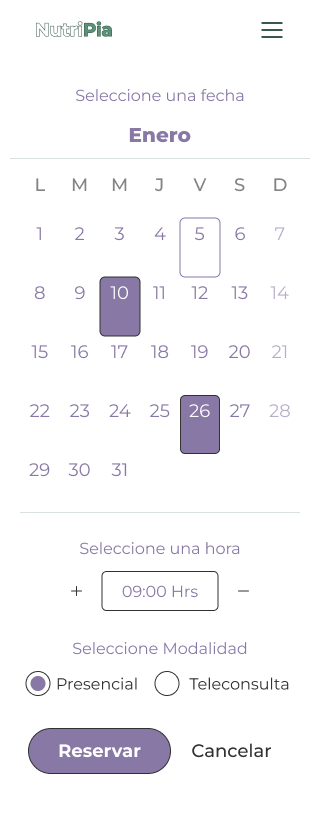 NutriPia
Seleccione una fecha
Enero
L M M J V S D
1 2 3 4 5 6 7
8 9 10 11 12 13 14
15 16 17 18 19 20 21
22 23 24 25 26 27 28
29 30 31
Seleccione una hora
+ 09:00 Hrs −
Seleccione Modalidad
Presencial Teleconsulta
Reservar Cancelar